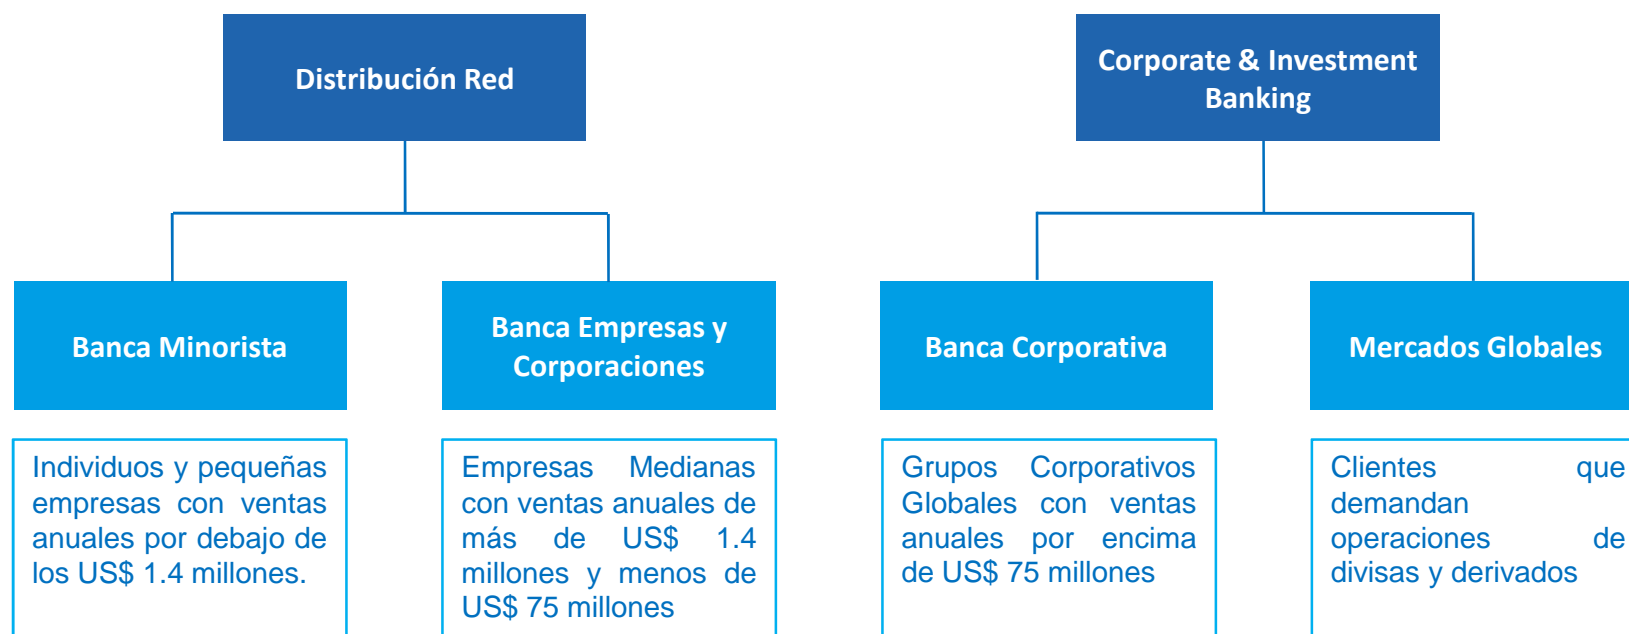 Distribución Red
Corporate & Investment
Banking
Banca Minorista
Banca Empresas y
Corporaciones
Banca Corporativa
Mercados Globales
Individuos y pequeñas
empresas con ventas
anuales por debajo de
los US$ 1.4 millones.
Empresas Medianas
con ventas anuales de
más de US$ 1.4
millones y menos de
US$ 75 millones
Grupos Corporativos
Globales con ventas
anuales por encima
de US$ 75 millones
Clientes que
demandan
operaciones de
divisas y derivados